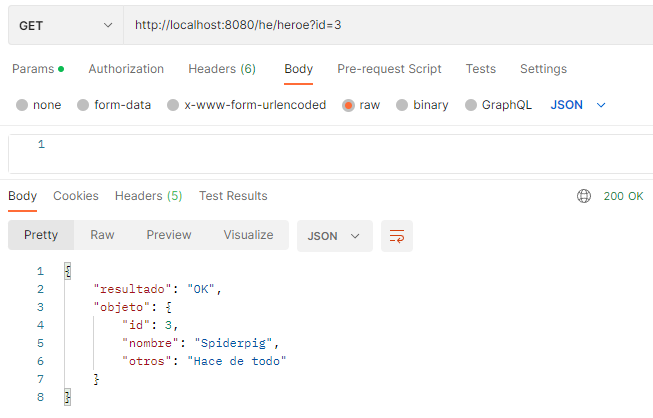 GET http://localhost:8080/he/heroe?id=3
Params Authorization Headers (6) Body Pre-request Script Tests Settings
none form-data x-www-form-urlencoded raw binary GraphQL JSON
1
Body Cookies Headers (5) Test Results 200 OK
Pretty Raw Preview Visualize JSON
1 {
2 "resultado": "OK",
3 "objeto": {
4 "id": 3,
5 "nombre": "Spiderpig",
6 "otros": "Hace de todo"
7 }
8 }